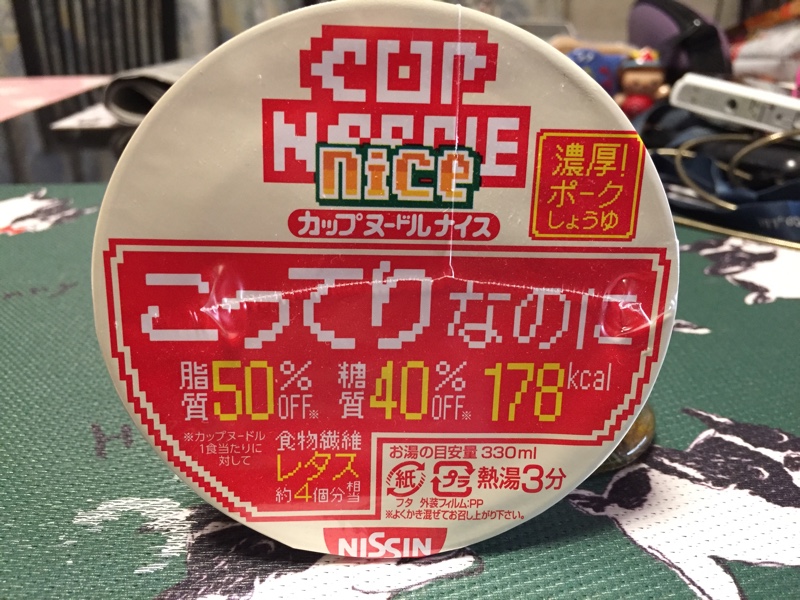 CUP
NOODLE
nice
カップヌードルナイス
濃厚!
ポーク
しょうゆ
こってりなのに
脂質50%OFF※ 糖質40%OFF※ 178kcal
※カップヌードル
1食当たりに
対して
食物繊維
レタス
約4個分相当
お湯の目安量 330ml
紙 プラ 熱湯3分
フタ 外装フィルム:PP
※よくかき混ぜてお召し上がり下さい。
NISSIN